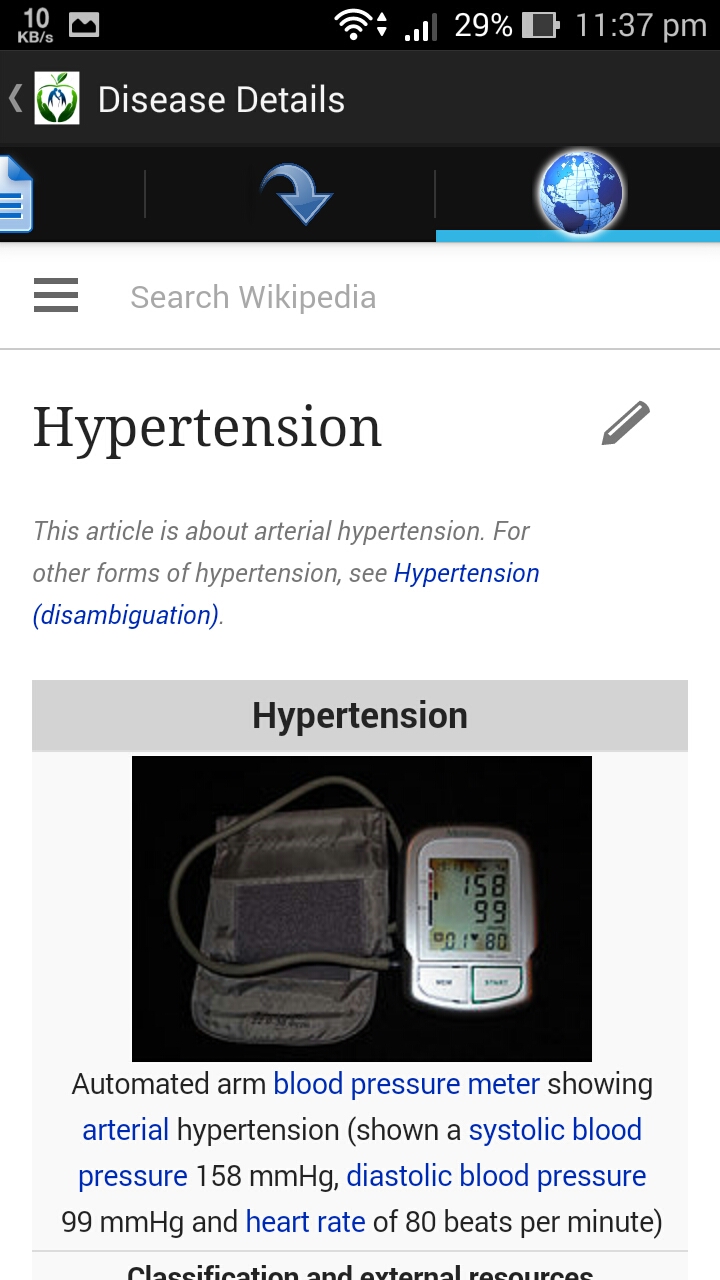 10
KB/s
29%
11:37 pm
Disease Details
Search Wikipedia
Hypertension
This article is about arterial hypertension. For
other forms of hypertension, see Hypertension
(disambiguation).
Hypertension
158
99
01 80
MEM
START
Automated arm blood pressure meter showing
arterial hypertension (shown a systolic blood
pressure 158 mmHg, diastolic blood pressure
99 mmHg and heart rate of 80 beats per minute)
Classification and external resources